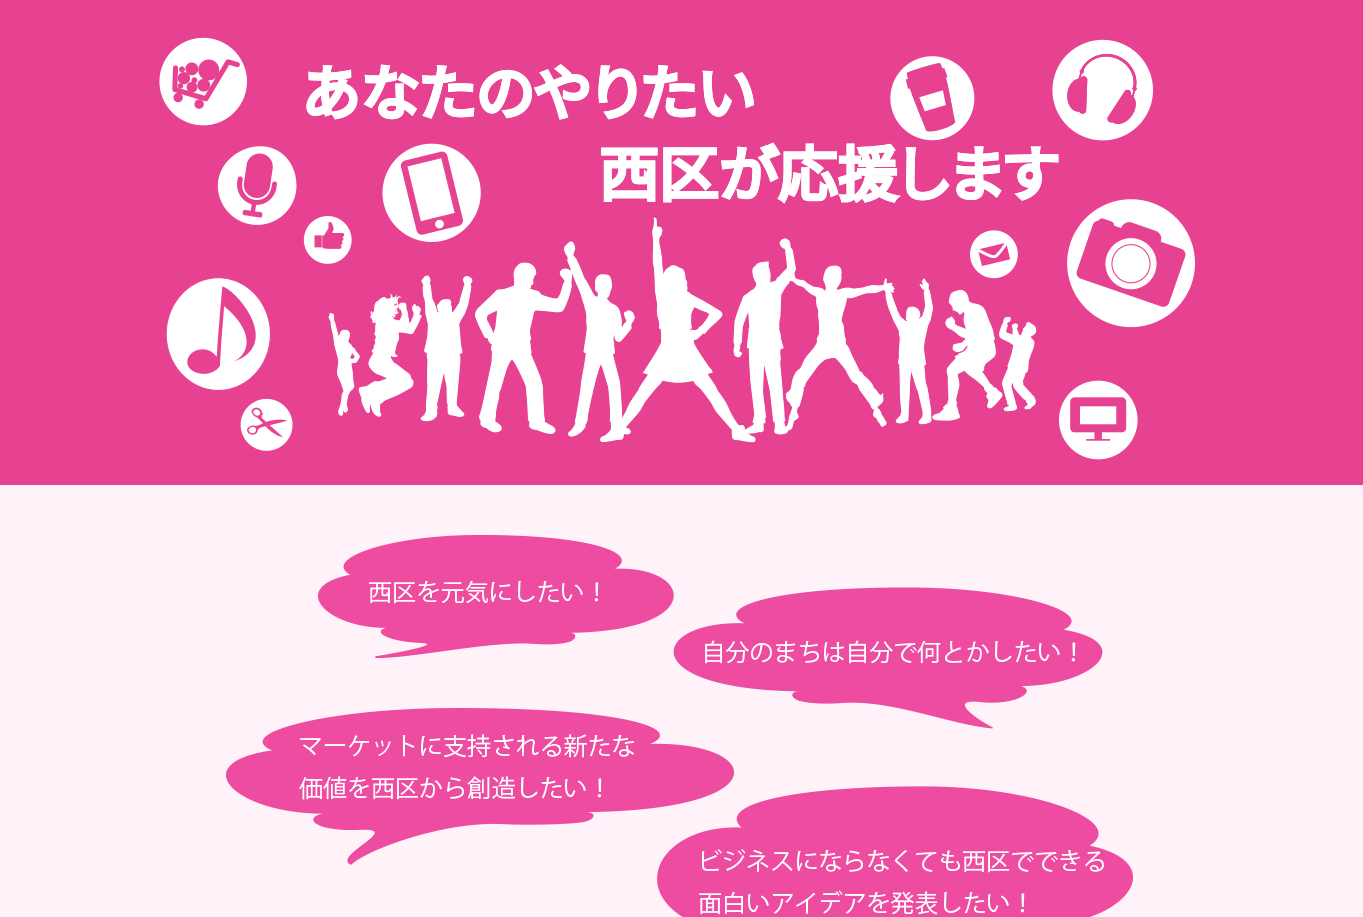 あなたのやりたい
西区が応援します
西区を元気にしたい！
自分のまちは自分で何とかしたい！
マーケットに支持される新たな
価値を西区から創造したい！
ビジネスにならなくても西区でできる
面白いアイデアを発表したい！